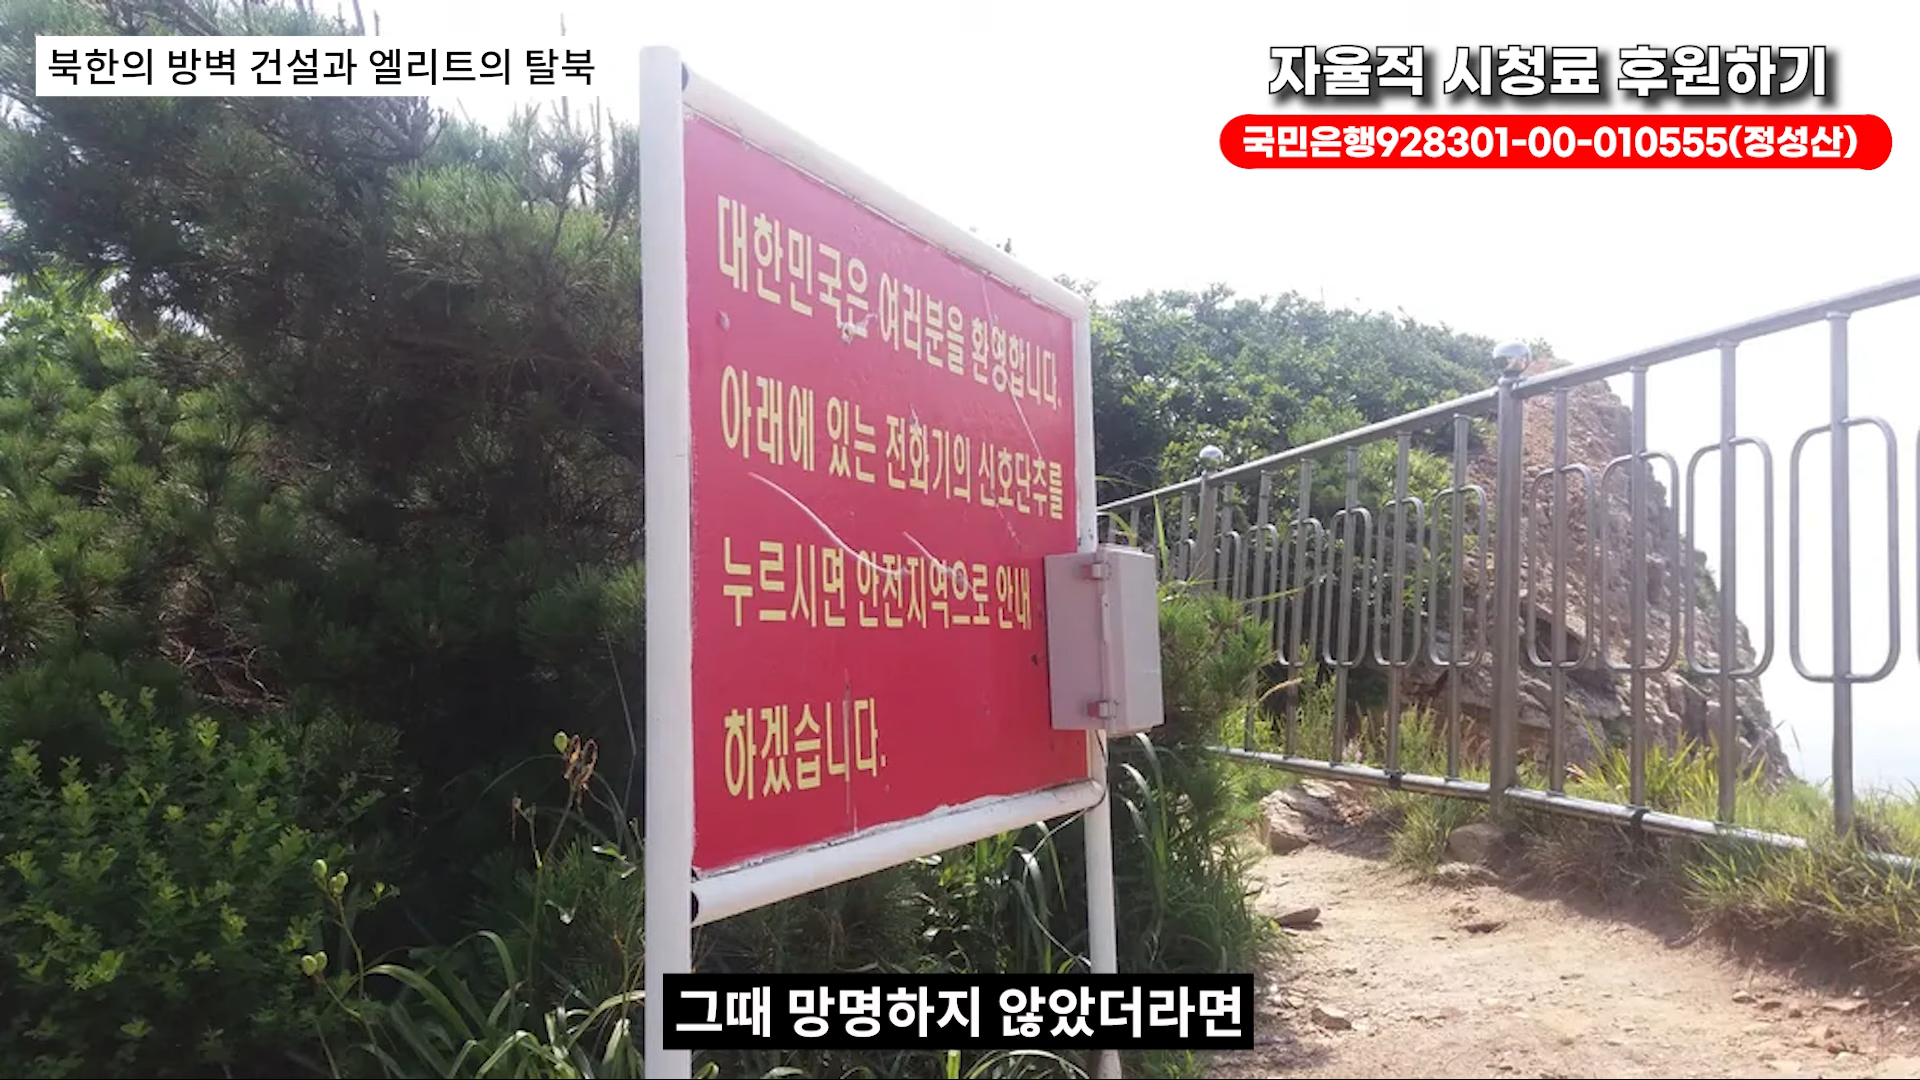 북한의 방벽 건설과 엘리트의 탈북
자율적 시청료 후원하기
국민은행928301-00-010555(정성산)
대한민국은 여러분을 환영합니다.
아래에 있는 전화기의 신호단추를
누르시면 안전지역으로 안내
하겠습니다.
그때 망명하지 않았더라면